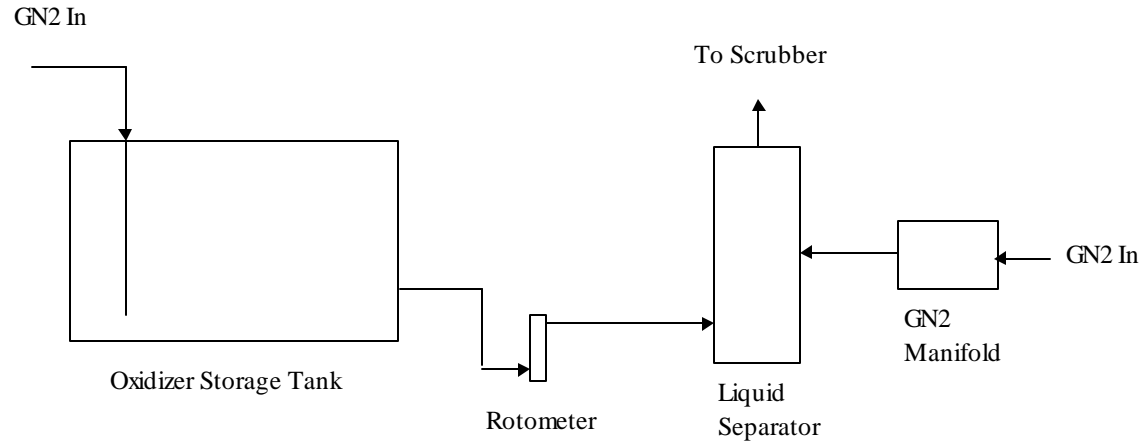 GN2 In
To Scrubber
GN2 In
GN2
Manifold
Oxidizer Storage Tank
Liquid
Separator
Rotometer